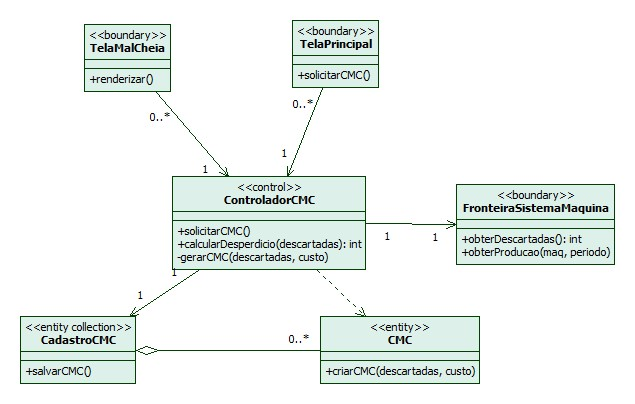 <<boundary>>
TelaMalCheia
+renderizar()
<<boundary>>
TelaPrincipal
+solicitarCMC()
0..*
0..*
1
1
<<control>>
ControladorCMC
+solicitarCMC()
+calcularDesperdicio(descartadas): int
-gerarCMC(descartadas, custo)
<<boundary>>
FronteiraSistemaMaquina
+obterDescartadas(): int
+obterProducao(maq, periodo)
1
1
1
1
<<entity collection>>
CadastroCMC
+salvarCMC()
0..*
<<entity>>
CMC
+criarCMC(descartadas, custo)